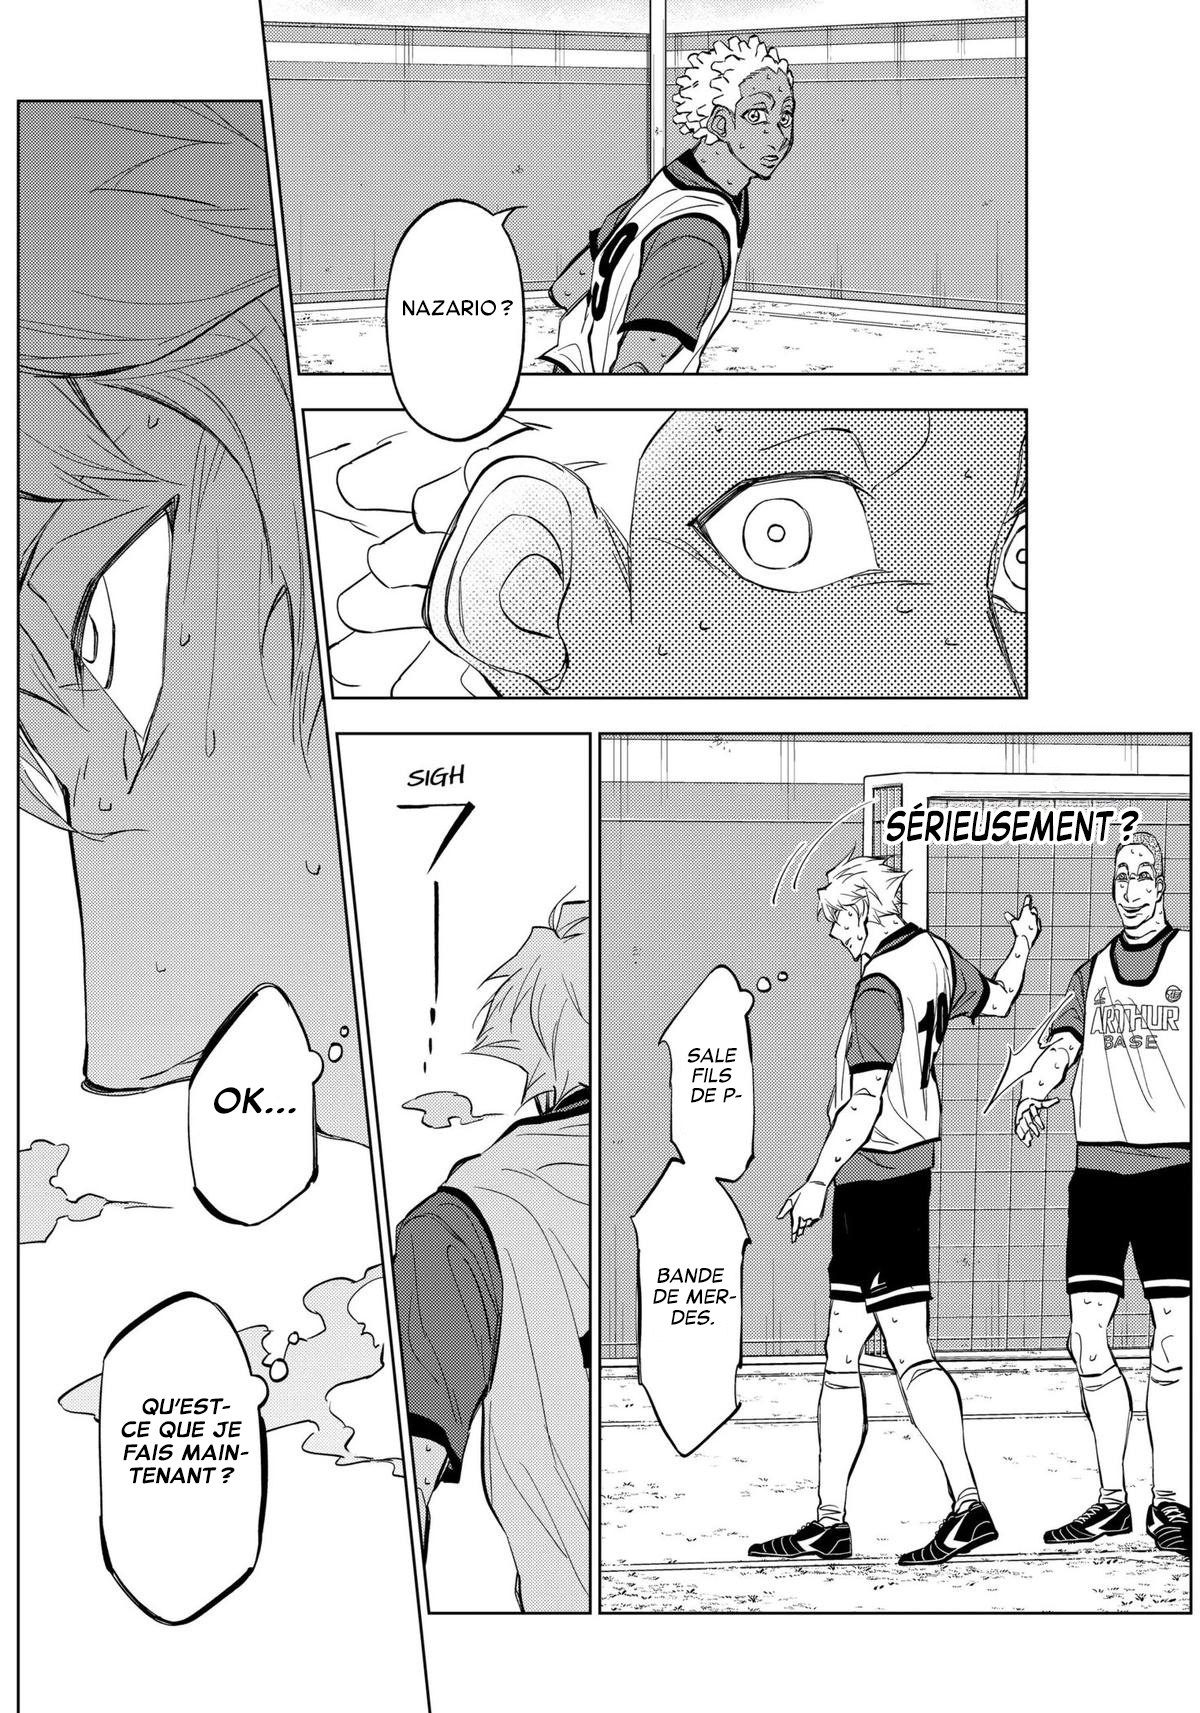 NAZARIO ?
SÉRIEUSEMENT ?
10
ARTHUR
BASE
SALE
FILS
DE P-
BANDE
DE MER-
DES.
SIGH
OK...
QU'EST-
CE QUE JE
FAIS MAIN-
TENANT ?